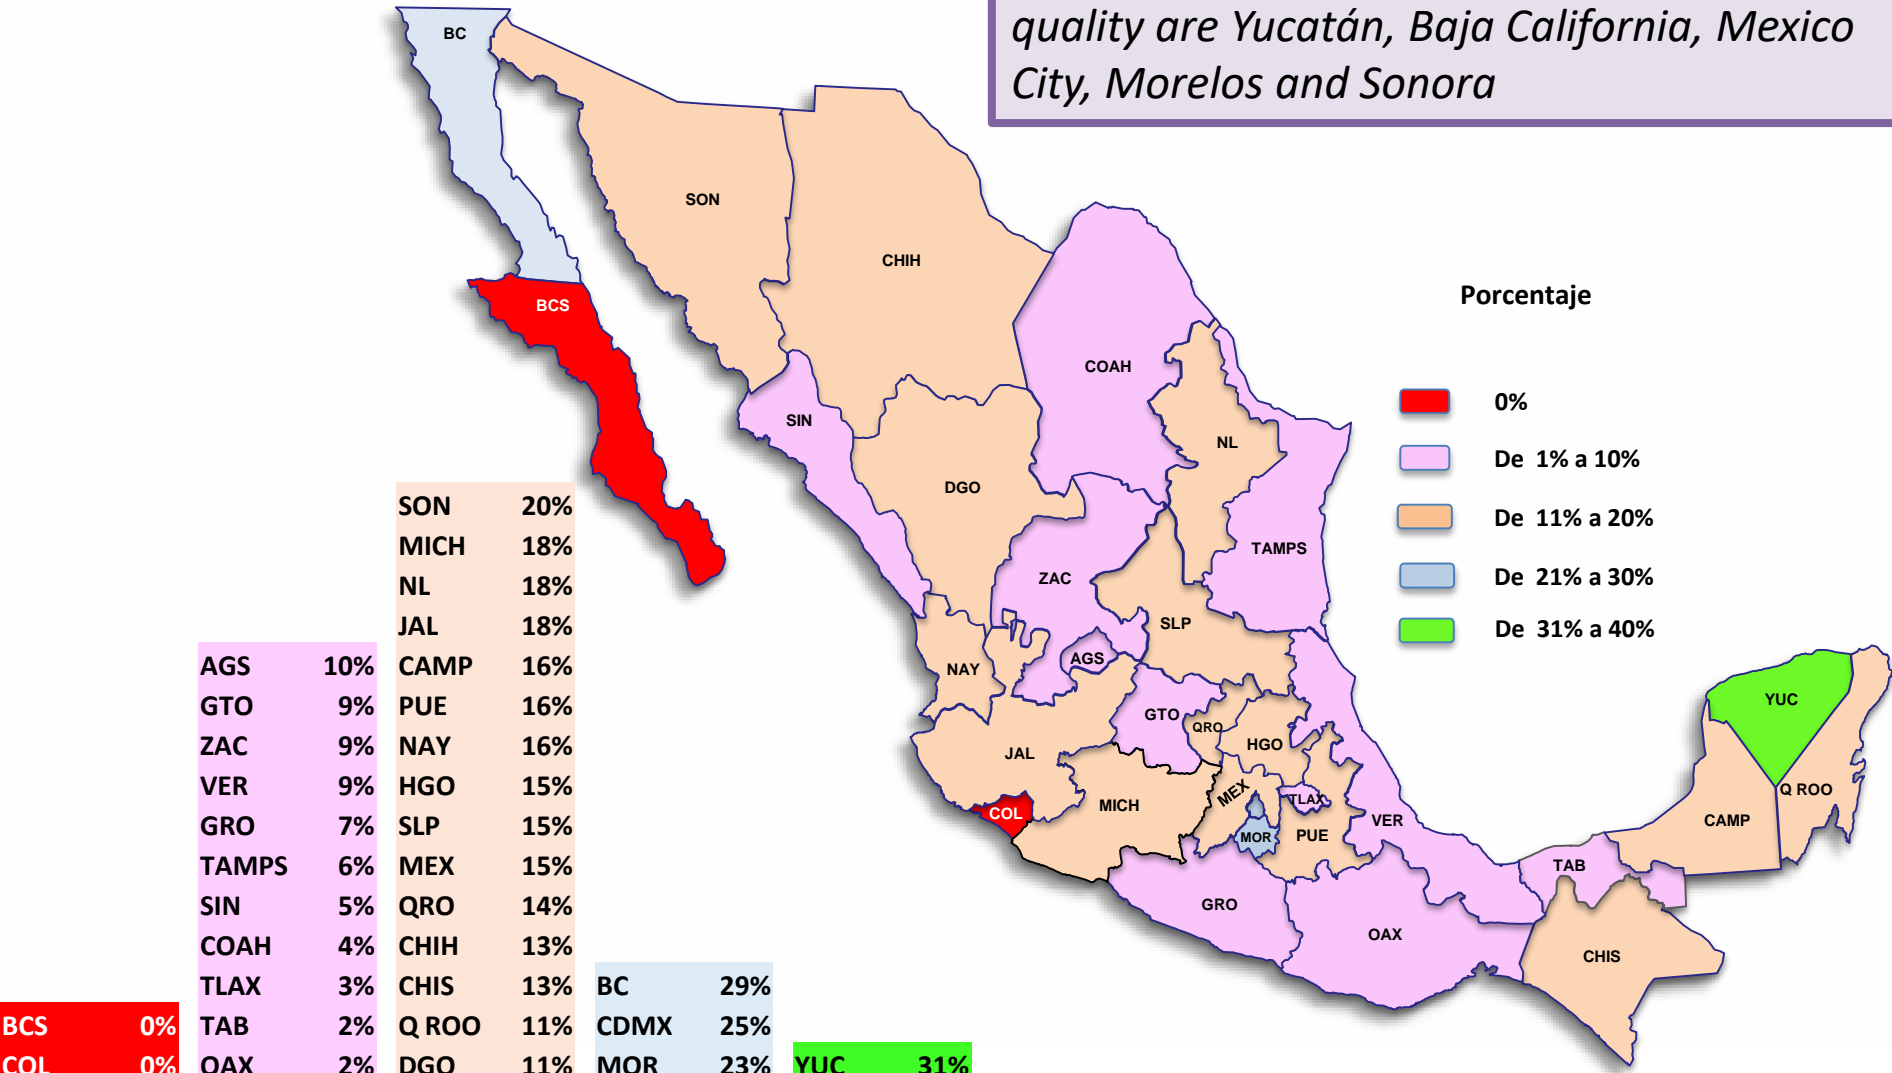 quality are Yucatán, Baja California, Mexico
City, Morelos and Sonora
BC
SON
CHIH
BCS
COAH
SIN
NL
DGO
TAMPS
ZAC
SLP
NAY
AGS
GTO
QRO
HGO
JAL
MEX
TLAX
COL
MICH
MOR
PUE
VER
GRO
OAX
TAB
CHIS
CAMP
Q ROO
YUC
Porcentaje
0%
De 1% a 10%
De 11% a 20%
De 21% a 30%
De 31% a 40%
BCS 0%
COL 0%
AGS 10%
GTO 9%
ZAC 9%
VER 9%
GRO 7%
TAMPS 6%
SIN 5%
COAH 4%
TLAX 3%
TAB 2%
OAX 2%
SON 20%
MICH 18%
NL 18%
JAL 18%
CAMP 16%
PUE 16%
NAY 16%
HGO 15%
SLP 15%
MEX 15%
QRO 14%
CHIH 13%
CHIS 13%
Q ROO 11%
DGO 11%
BC 29%
CDMX 25%
MOR 23%
YUC 31%